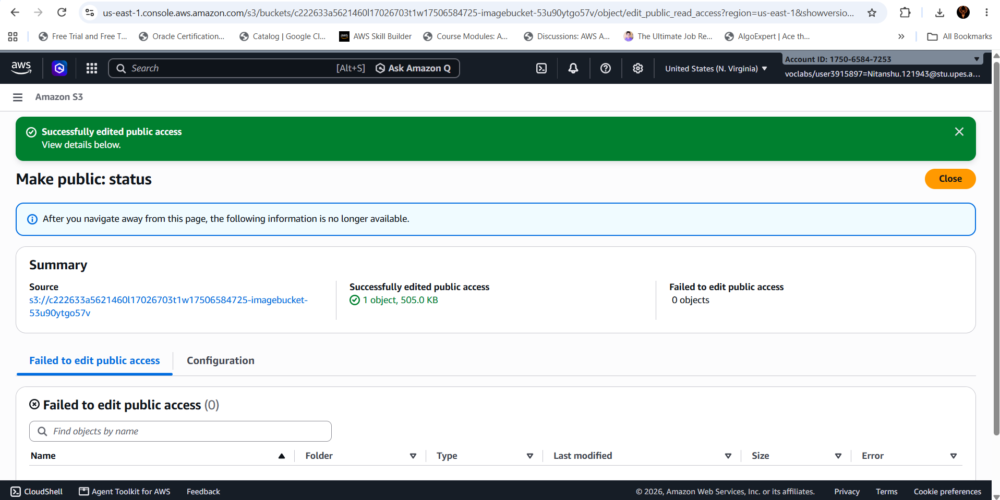 us-east-1.console.aws.amazon.com/s3/buckets/c222633a5621460l17026703t1w17506584725-imagebucket-53u90ytgo57v/object/edit_public_read_access?region=us-east-1&showversio...
Free Trial and Free T... Oracle Certification... Catalog | Google Cl... aws AWS Skill Builder Course Modules: A... Discussions: AWS A... The Ultimate Job Re... AlgoExpert | Ace th... » All Bookmarks
aws Search [Alt+S] Ask Amazon Q United States (N. Virginia) ▼ Account ID: 1750-6584-7253
voclabs/user3915897=Nitanshu.121943@stu.upes.a...
Amazon S3
Successfully edited public access
View details below.
Make public: status Close
After you navigate away from this page, the following information is no longer available.
Summary
Source Successfully edited public access Failed to edit public access
s3://c222633a5621460l17026703t1w17506584725-imagebucket- 1 object, 505.0 KB 0 objects
53u90ytgo57v
Failed to edit public access Configuration
Failed to edit public access (0)
Find objects by name
Name Folder Type Last modified Size Error
CloudShell Agent Toolkit for AWS Feedback © 2026, Amazon Web Services, Inc. or its affiliates. Privacy Terms Cookie preferences